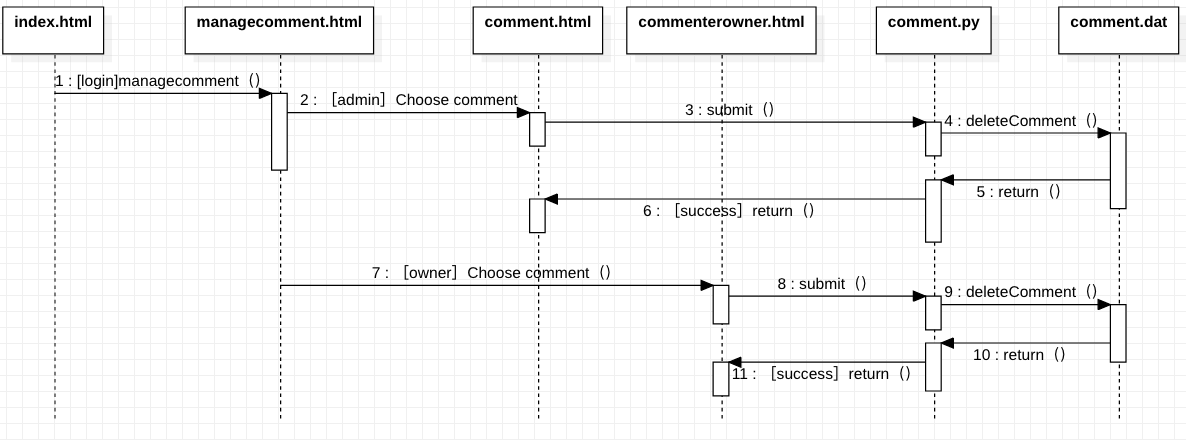 index.html
managecomment.html
comment.html
commenterowner.html
comment.py
comment.dat
1 : [login]managecomment（）
2 : ［admin］Choose comment
3 : submit（）
4 : deleteComment（）
5 : return（）
6 : ［success］return（）
7 : ［owner］Choose comment（）
8 : submit（）
9 : deleteComment（）
10 : return（）
11 : ［success］return（）